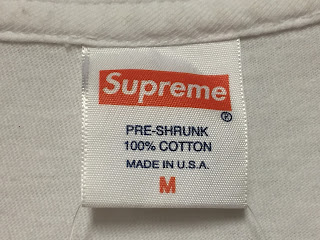 Supreme
®
PRE-SHRUNK
100% COTTON
MADE IN U.S.A.
M